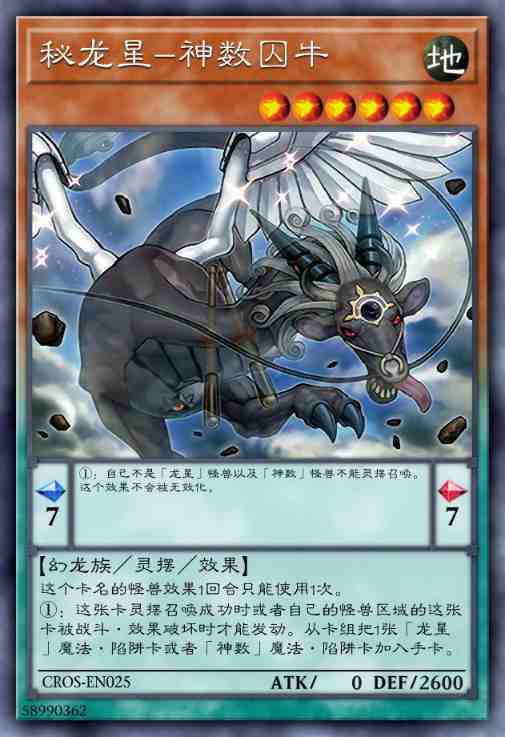 秘龙星-神数囚牛
地
①：自己不是「龙星」怪兽以及「神数」怪兽不能灵摆召唤。
这个效果不会被无效化。
7
7
【幻龙族／灵摆／效果】
这个卡名的怪兽效果1回合只能使用1次。
①：这张卡灵摆召唤成功时或者自己的怪兽区域的这张
卡被战斗·效果破坏时才能发动。从卡组把1张「龙星
」魔法·陷阱卡或者「神数」魔法·陷阱卡加入手卡。
CROS-EN025 ATK/ 0 DEF/2600
58990362